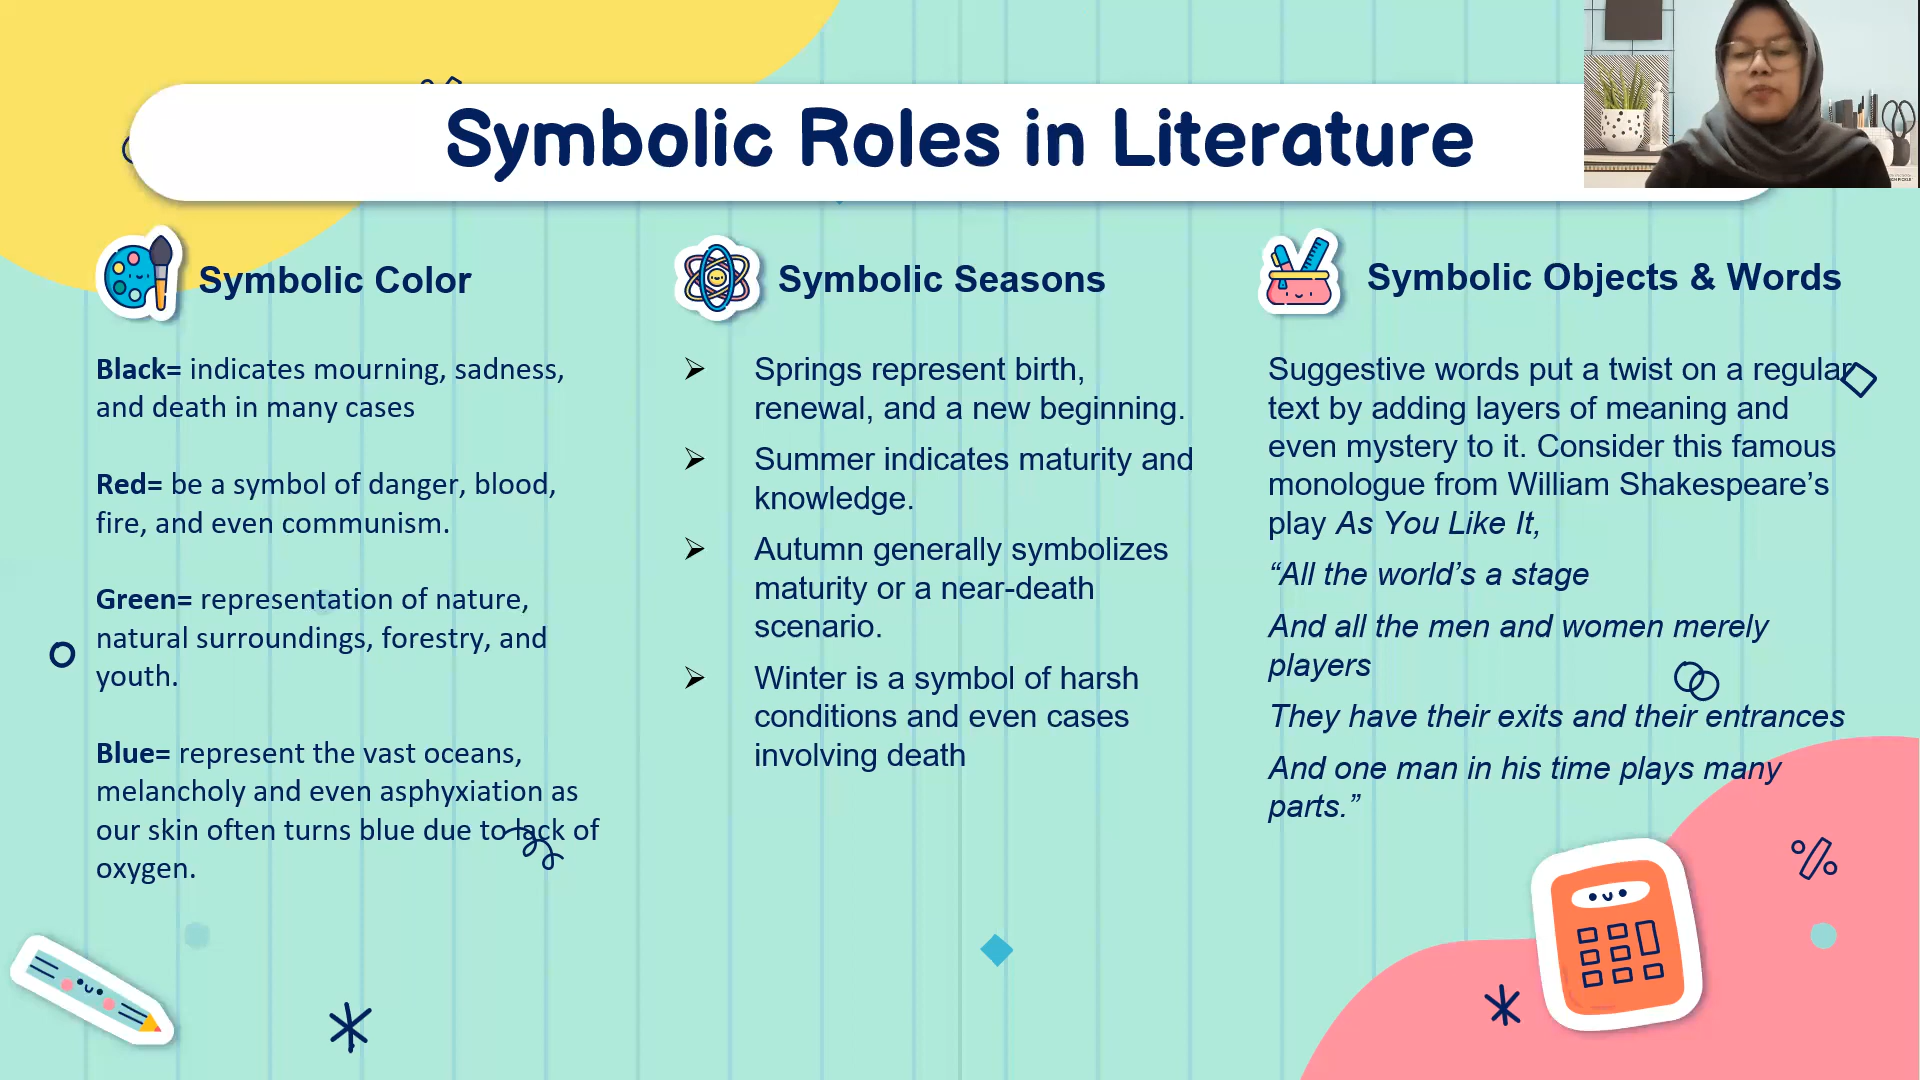 Symbolic Roles in Literature
Symbolic Color
Black= indicates mourning, sadness,
and death in many cases
Red= be a symbol of danger, blood,
fire, and even communism.
Green= representation of nature,
natural surroundings, forestry, and
youth.
Blue= represent the vast oceans,
melancholy and even asphyxiation as
our skin often turns blue due to lack of
oxygen.
Symbolic Seasons
➢ Springs represent birth,
renewal, and a new beginning.
➢ Summer indicates maturity and
knowledge.
➢ Autumn generally symbolizes
maturity or a near-death
scenario.
➢ Winter is a symbol of harsh
conditions and even cases
involving death
Symbolic Objects & Words
Suggestive words put a twist on a regular
text by adding layers of meaning and
even mystery to it. Consider this famous
monologue from William Shakespeare’s
play As You Like It,
“All the world’s a stage
And all the men and women merely
players
They have their exits and their entrances
And one man in his time plays many
parts.”